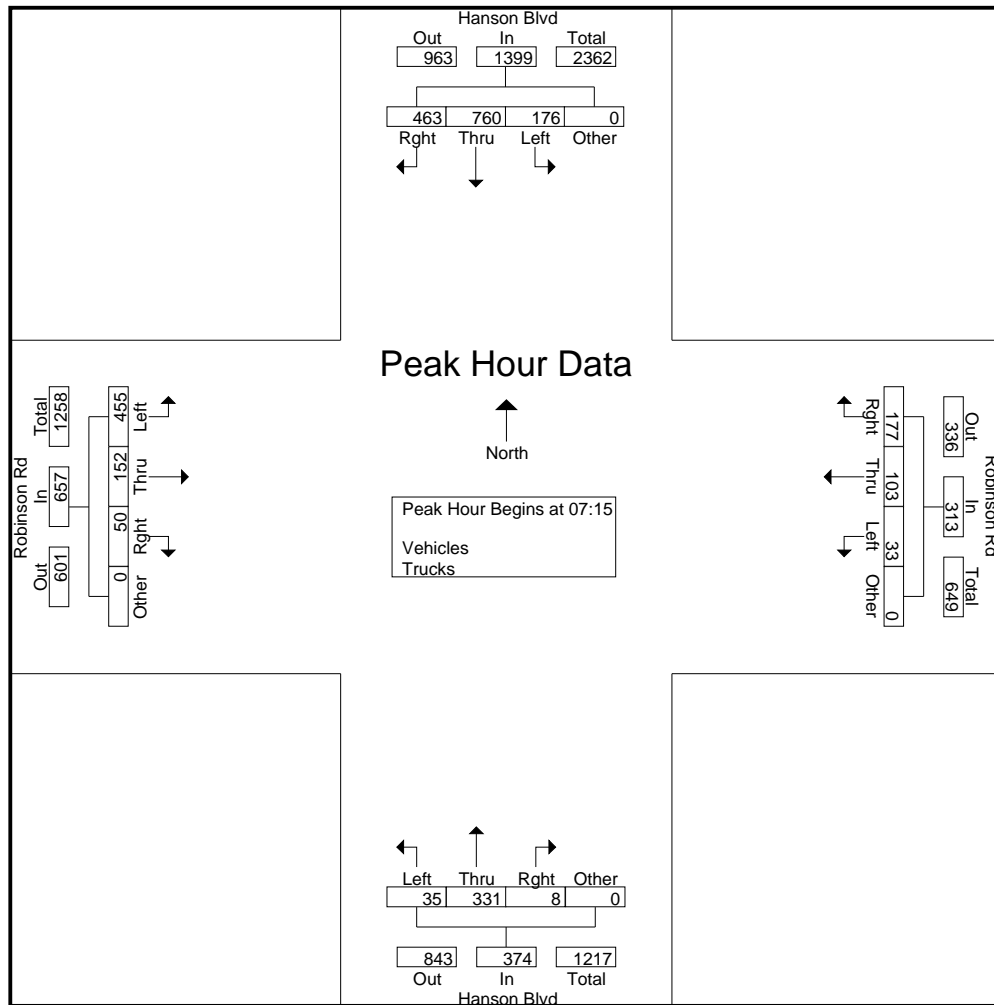 Hanson Blvd
Out In Total
963 1399 2362
463 760 176 0
Rght Thru Left Other
Peak Hour Data
North
Peak Hour Begins at 07:15
Vehicles
Trucks
Robinson Rd
Out In Total
601 657 1258
0 50 152 455
Other Rght Thru Left
Robinson Rd
Out In Total
336 313 649
177 103 33 0
Rght Thru Left Other
Left Thru Rght Other
35 331 8 0
843 374 1217
Out In Total
Hanson Blvd